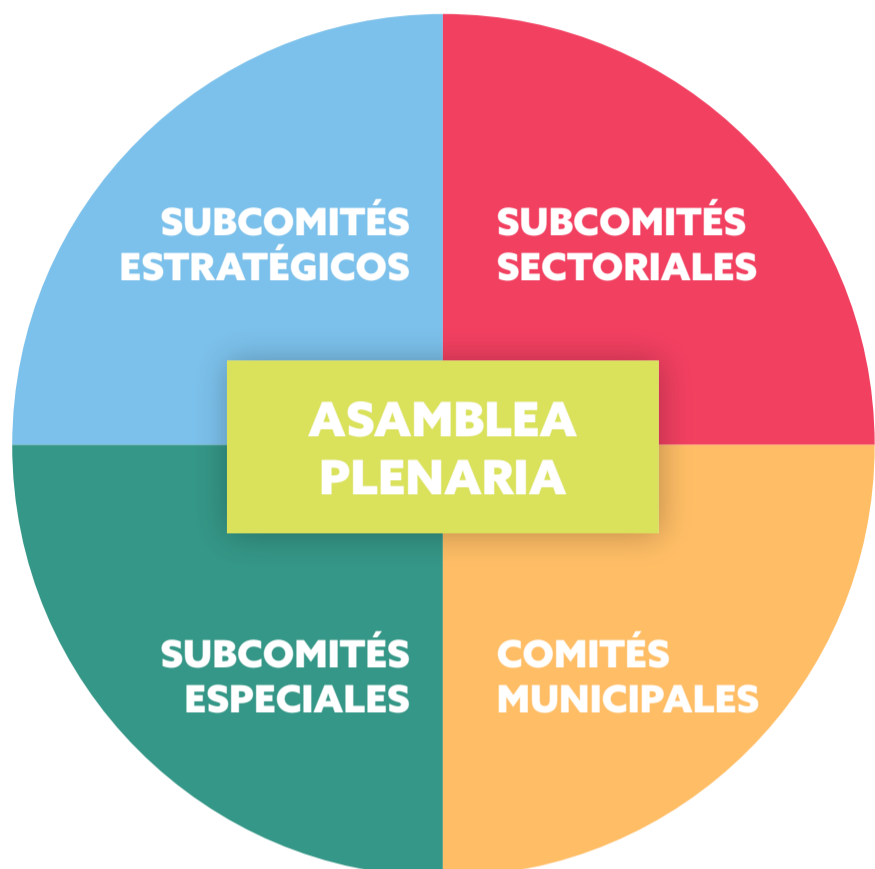 SUBCOMITÉS
ESTRATÉGICOS
SUBCOMITÉS
SECTORIALES
ASAMBLEA
PLENARIA
SUBCOMITÉS
ESPECIALES
COMITÉS
MUNICIPALES